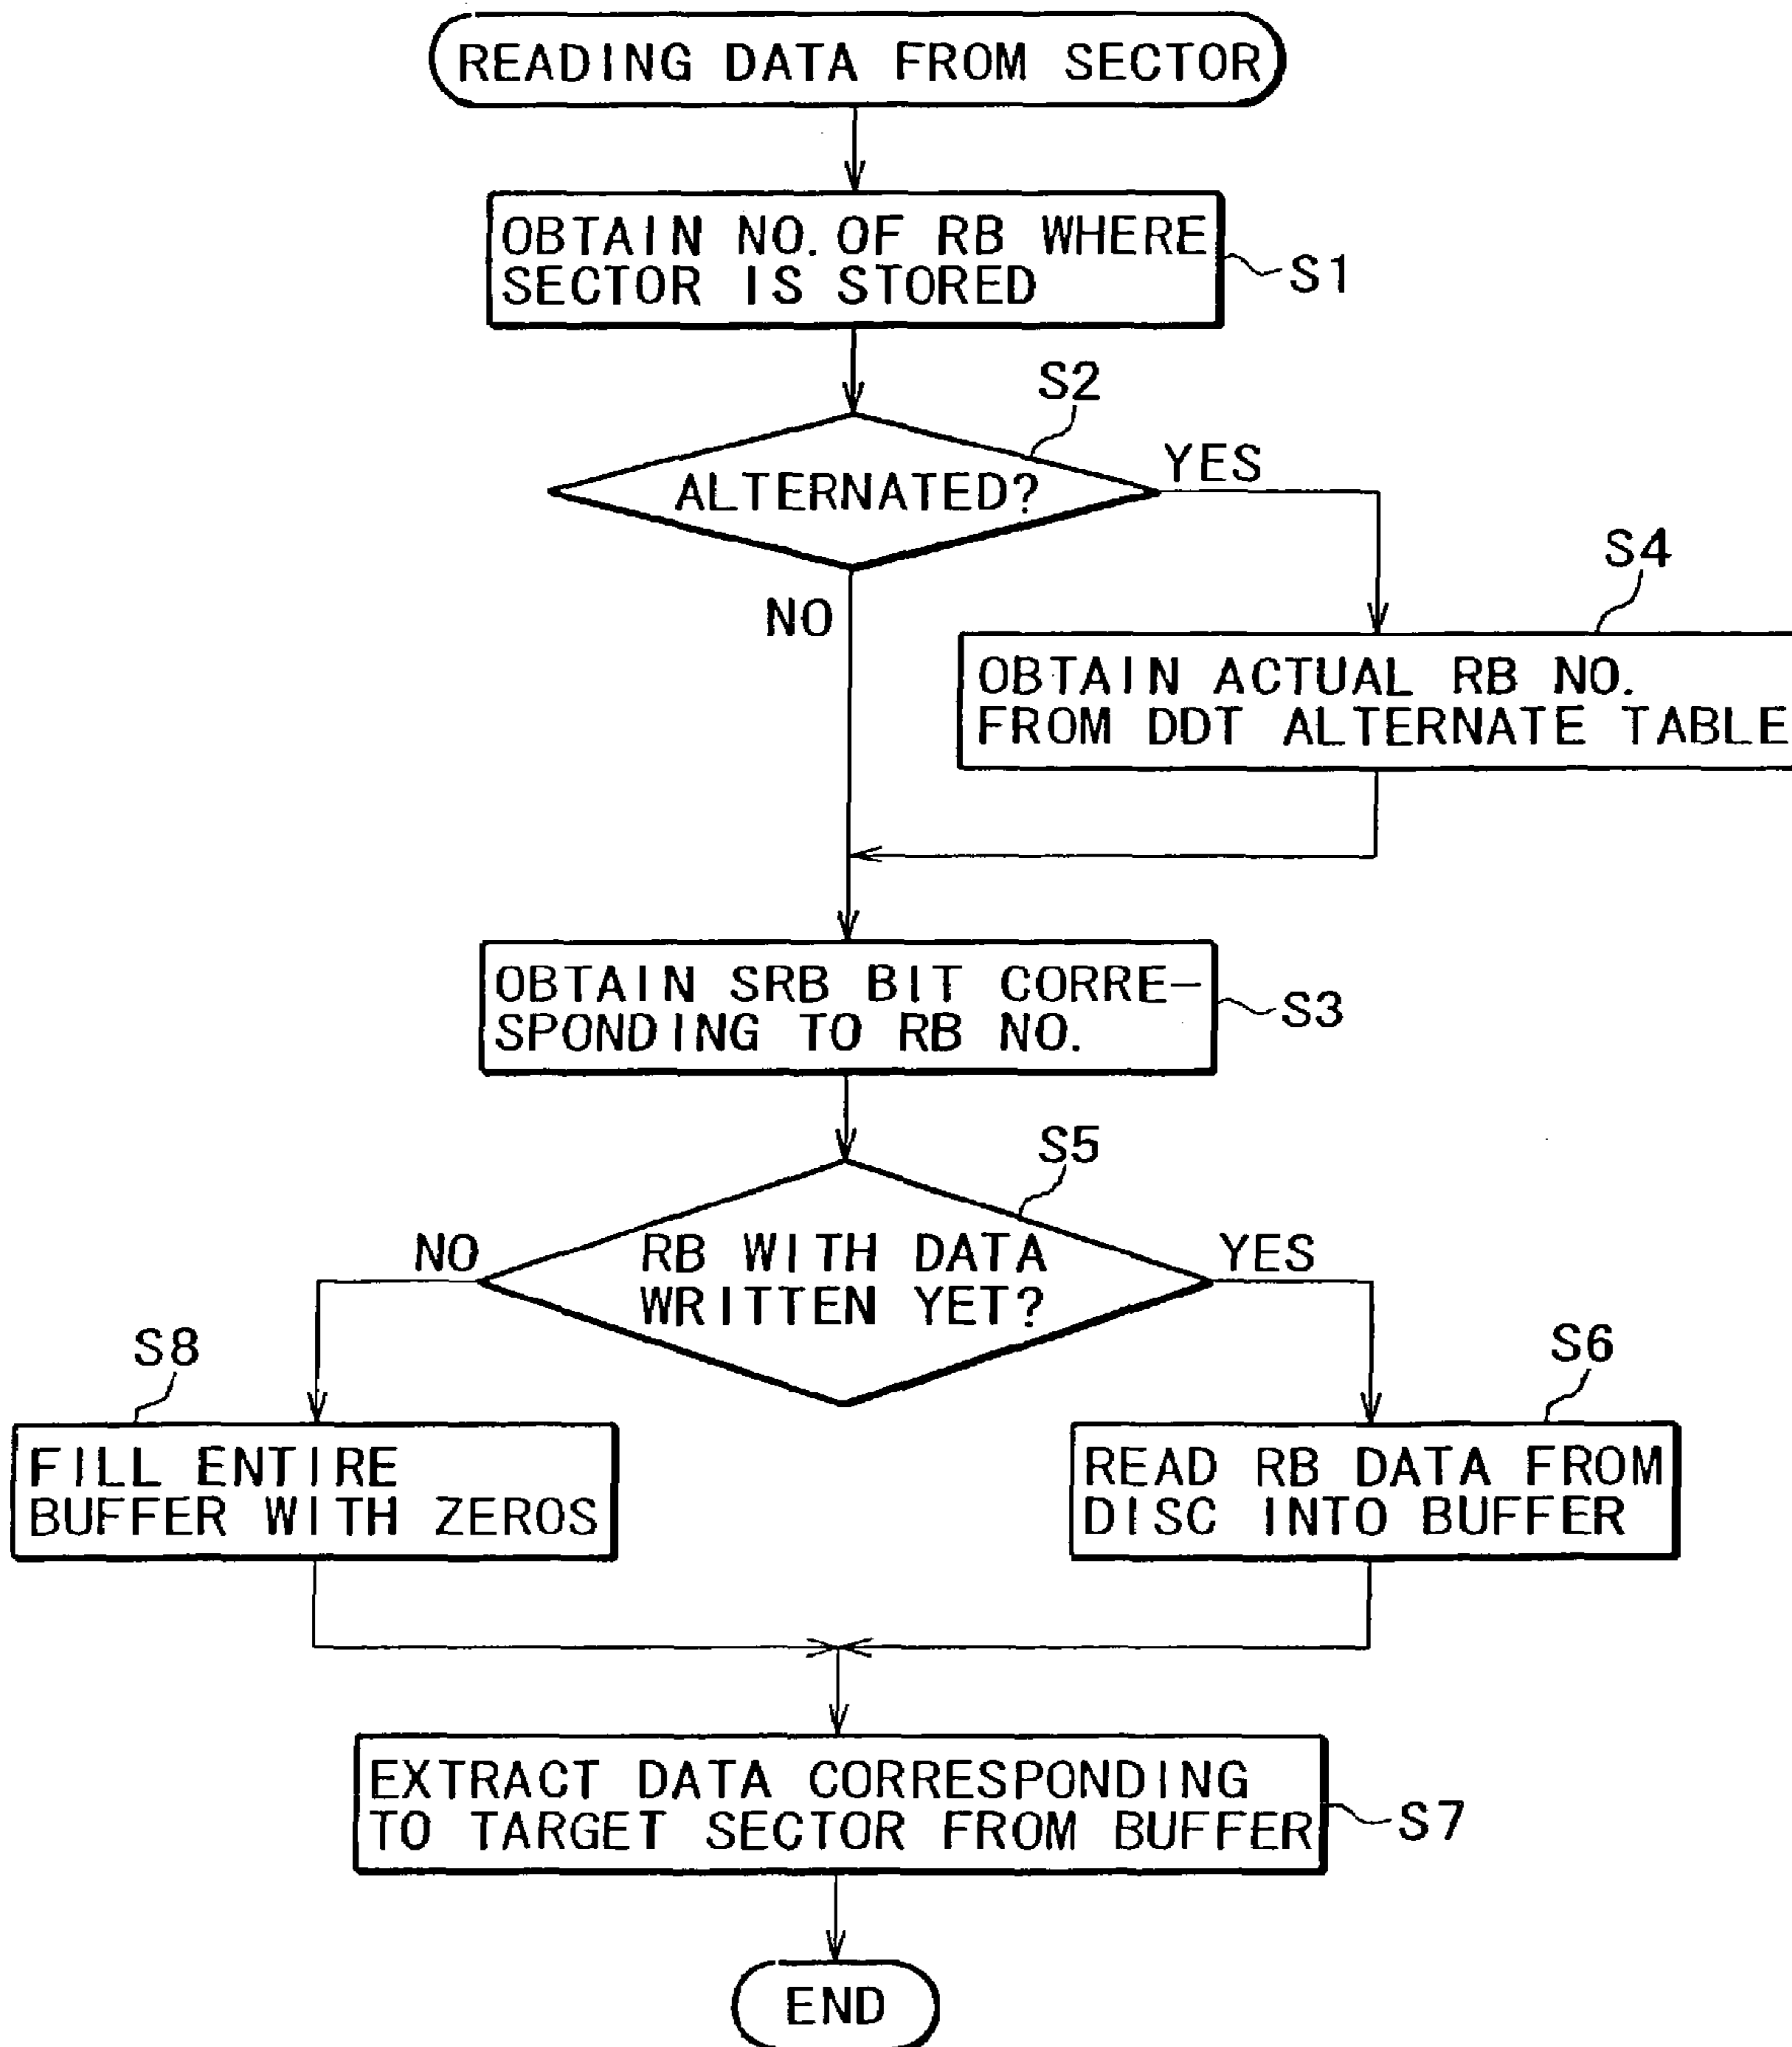 READING DATA FROM SECTOR
OBTAIN NO. OF RB WHERE
SECTOR IS STORED
S1
S2
ALTERNATED?
YES
NO
S4
OBTAIN ACTUAL RB NO.
FROM DDT ALTERNATE TABLE
OBTAIN SRB BIT CORRE-
SPONDING TO RB NO.
S3
S5
RB WITH DATA
WRITTEN YET?
NO
YES
S8
FILL ENTIRE
BUFFER WITH ZEROS
S6
READ RB DATA FROM
DISC INTO BUFFER
EXTRACT DATA CORRESPONDING
TO TARGET SECTOR FROM BUFFER
S7
END